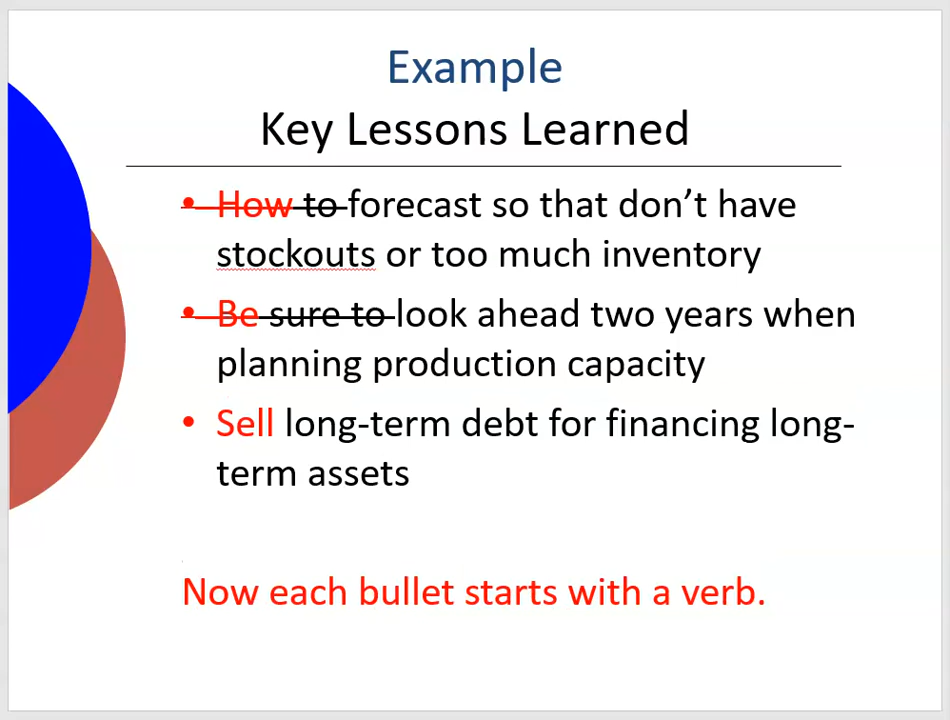 Example
Key Lessons Learned
• How to forecast so that don’t have
stockouts or too much inventory
• Be sure to look ahead two years when
planning production capacity
• Sell long-term debt for financing long-
term assets
Now each bullet starts with a verb.